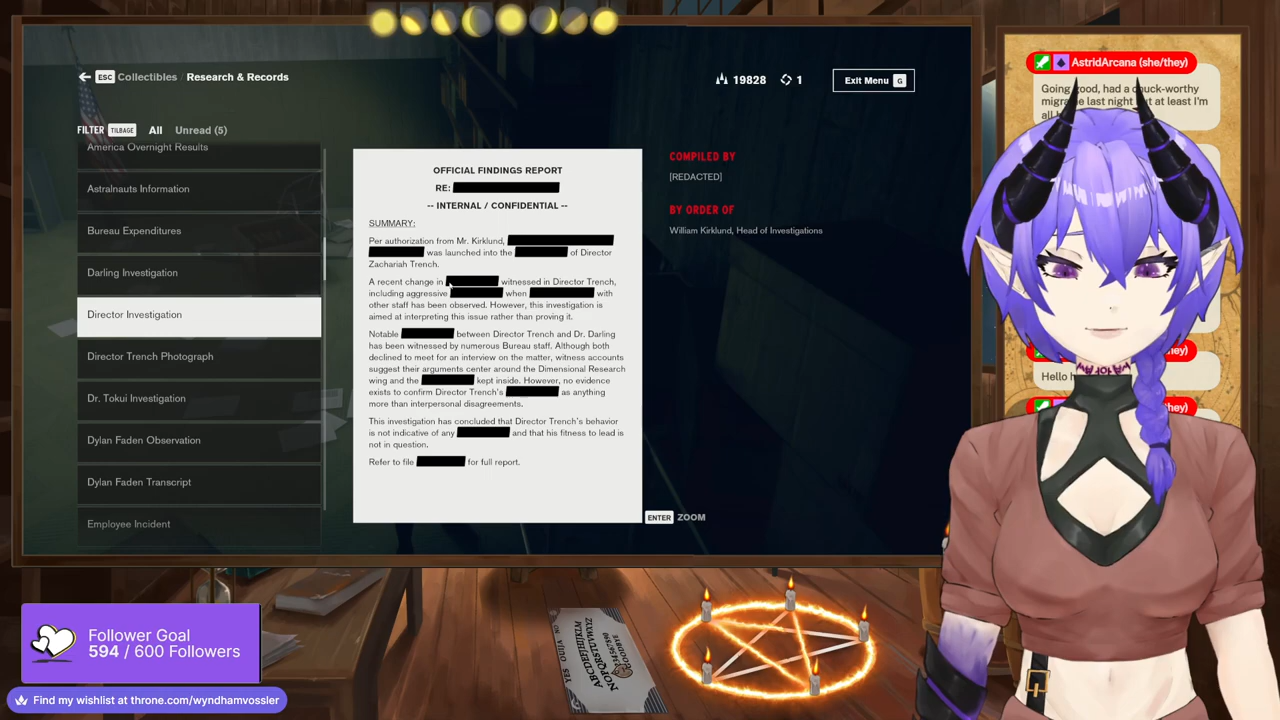 ESC Collectibles / Research & Records
19828 1
Exit Menu G
FILTER TILBAGE All Unread (5)
America Overnight Results
Astralnauts Information
Bureau Expenditures
Darling Investigation
Director Investigation
Director Trench Photograph
Dr. Tokui Investigation
Dylan Faden Observation
Dylan Faden Transcript
Employee Incident
OFFICIAL FINDINGS REPORT
RE:
-- INTERNAL / CONFIDENTIAL --
SUMMARY:
Per authorization from Mr. Kirklund,
was launched into the of Director
Zachariah Trench.
A recent change in witnessed in Director Trench,
including aggressive when with
other staff has been observed. However, this investigation is
aimed at interpreting this issue rather than proving it.
Notable between Director Trench and Dr. Darling
has been witnessed by numerous Bureau staff. Although both
declined to meet for an interview on the matter, witness accounts
suggest their arguments center around the Dimensional Research
wing and the kept inside. However, no evidence
exists to confirm Director Trench's as anything
more than interpersonal disagreements.
This investigation has concluded that Director Trench's behavior
is not indicative of any and that his fitness to lead is
not in question.
Refer to file for full report.
ENTER ZOOM
COMPILED BY
[REDACTED]
BY ORDER OF
William Kirklund, Head of Investigations
AstridArcana (she/they)
Going good, had a
last night but at least I'm
Hello
Follower Goal
594 / 600 Followers
Find my wishlist at throne.com/wyndhamvossler
YES OUIJA NO
ABCDEFGHIJKLM
NOPQRSTUVWXYZ
GOODBYE